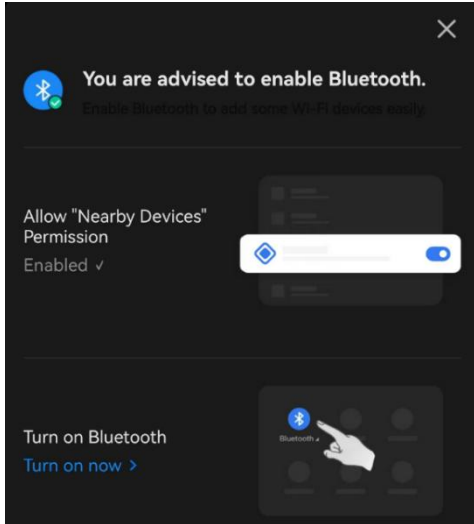 You are advised to enable Bluetooth.
Enable Bluetooth to add some Wi-Fi devices easily.
Allow "Nearby Devices"
Permission
Enabled ✓
Bluetooth
Turn on Bluetooth
Turn on now >